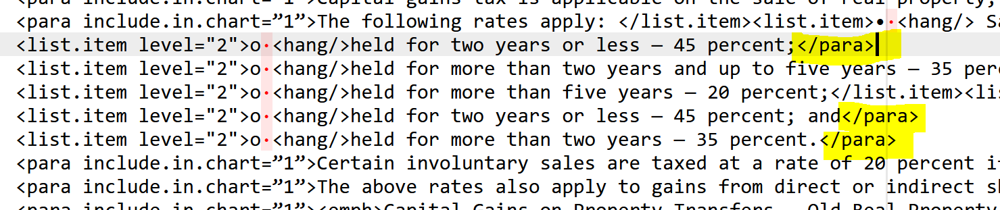 <para include.in.chart=”1”>Capital gains tax is applicable on the sale of real property,
<para include.in.chart=”1”>The following rates apply: </list.item><list.item>•·<hang/> Sa
<list.item level="2">o·<hang/>held for two years or less – 45 percent;</para>
<list.item level="2">o·<hang/>held for more than two years and up to five years – 35 per
<list.item level="2">o·<hang/>held for more than five years – 20 percent;</list.item><li
<list.item level="2">o·<hang/>held for two years or less – 45 percent; and</para>
<list.item level="2">o·<hang/>held for more than two years – 35 percent.</para>
<para include.in.chart=”1”>Certain involuntary sales are taxed at a rate of 20 percent i
<para include.in.chart=”1”>The above rates also apply to gains from direct or indirect s
<para include.in.chart=”1”><emph>Capital Gains on Property Transfers – Old Real Property